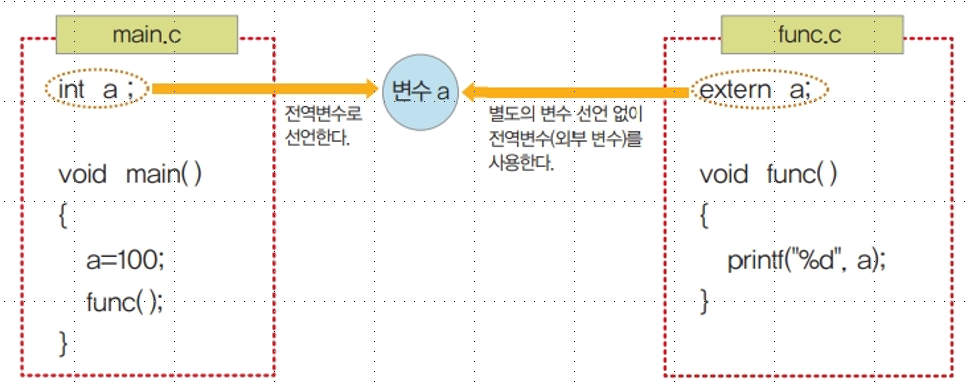 main.c
int a ;
void main( )
{
a=100;
func( );
}
전역변수로
선언한다.
변수 a
별도의 변수 선언 없이
전역변수(외부 변수)를
사용한다.
func.c
extern a;
void func( )
{
printf("%d", a);
}